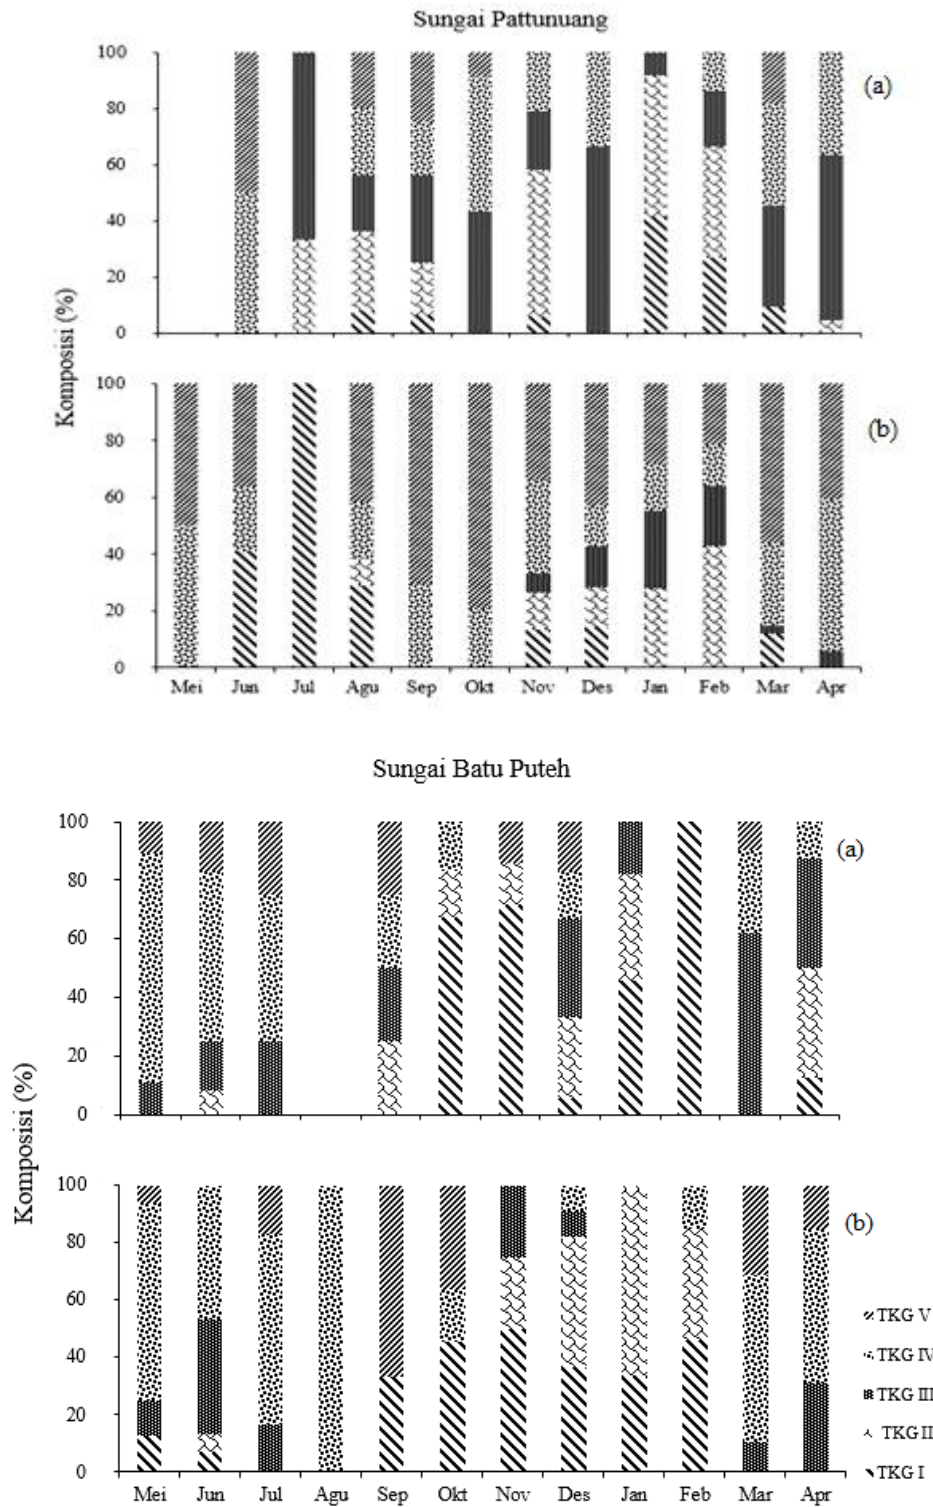 Sungai Pattunuang
Komposisi (%)
100
80
60
40
20
0
(a)
100
80
60
40
20
0
(b)
Mei Jun Jul Agu Sep Okt Nov Des Jan Feb Mar Apr
Sungai Batu Puteh
Komposisi (%)
100
80
60
40
20
0
(a)
100
80
60
40
20
0
(b)
TKG V
TKG IV
TKG III
TKG II
TKG I
Mei Jun Jul Agu Sep Okt Nov Des Jan Feb Mar Apr